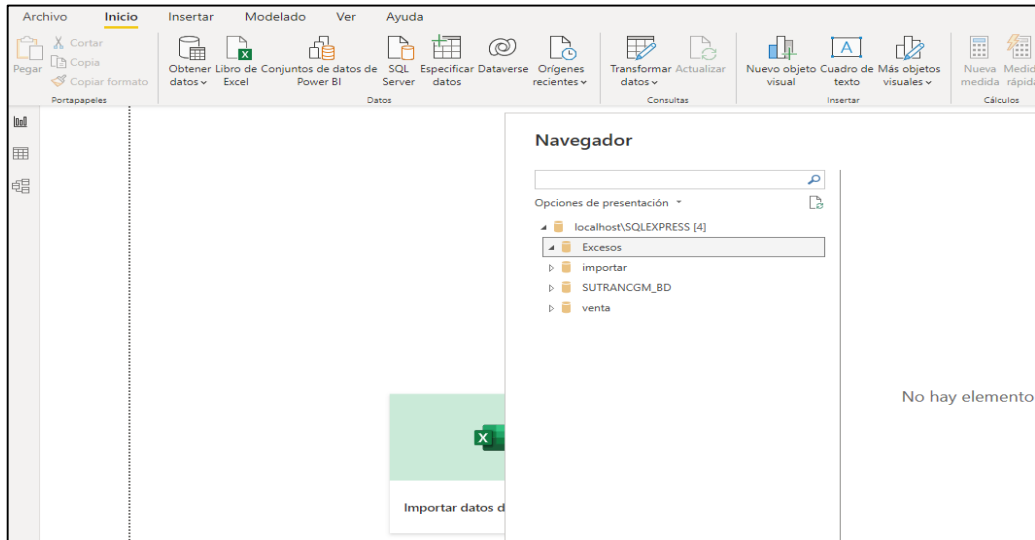 Archivo Inicio Insertar Modelado Ver Ayuda
Pegar
Cortar
Copia
Copiar formato
Portapapeles
Obtener datos
Libro de Excel
Conjuntos de datos de Power BI
SQL Server
Especificar datos
Dataverse
Orígenes recientes
Datos
Transformar datos
Actualizar
Consultas
Nuevo objeto visual
Cuadro de texto
Más objetos visuales
Insertar
Nueva medida
Medid rápida
Cálculos
Navegador
Opciones de presentación
localhost\SQLEXPRESS [4]
Excesos
importar
SUTRANCGM_BD
venta
No hay elemento
Importar datos d